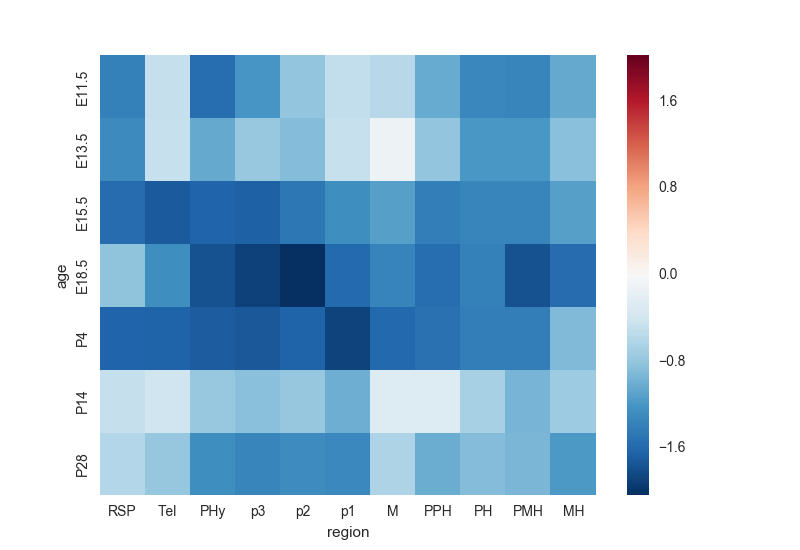 E11.5
E13.5
E15.5
E18.5
P4
P14
P28
age
RSP Tel PHy p3 p2 p1 M PPH PH PMH MH
region
1.6
0.8
0.0
−0.8
−1.6